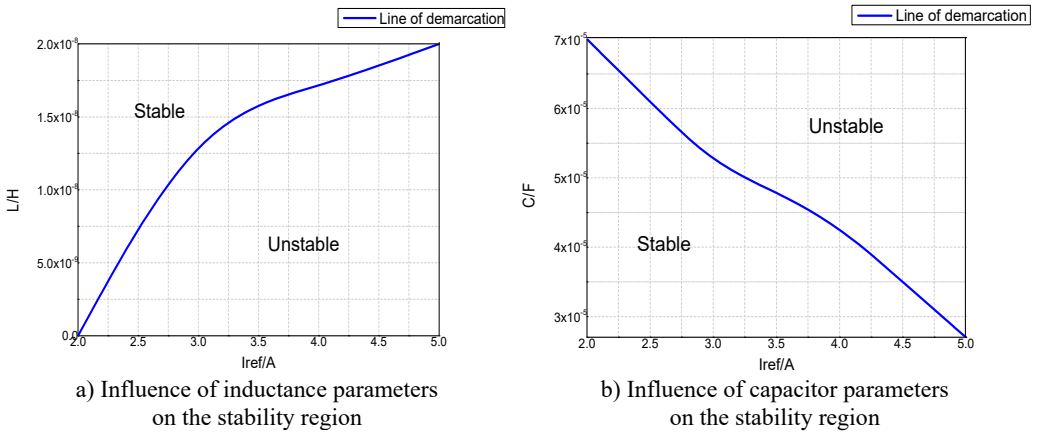 Line of demarcation
2.0x10⁻⁸
1.5x10⁻⁸
1.0x10⁻⁸
5.0x10⁻⁹
0.0
L/H
Stable
Unstable
2.0 2.5 3.0 3.5 4.0 4.5 5.0
Iref/A
a) Influence of inductance parameters
on the stability region
Line of demarcation
7x10⁻⁵
6x10⁻⁵
5x10⁻⁵
4x10⁻⁵
3x10⁻⁵
C/F
Unstable
Stable
2.0 2.5 3.0 3.5 4.0 4.5 5.0
Iref/A
b) Influence of capacitor parameters
on the stability region